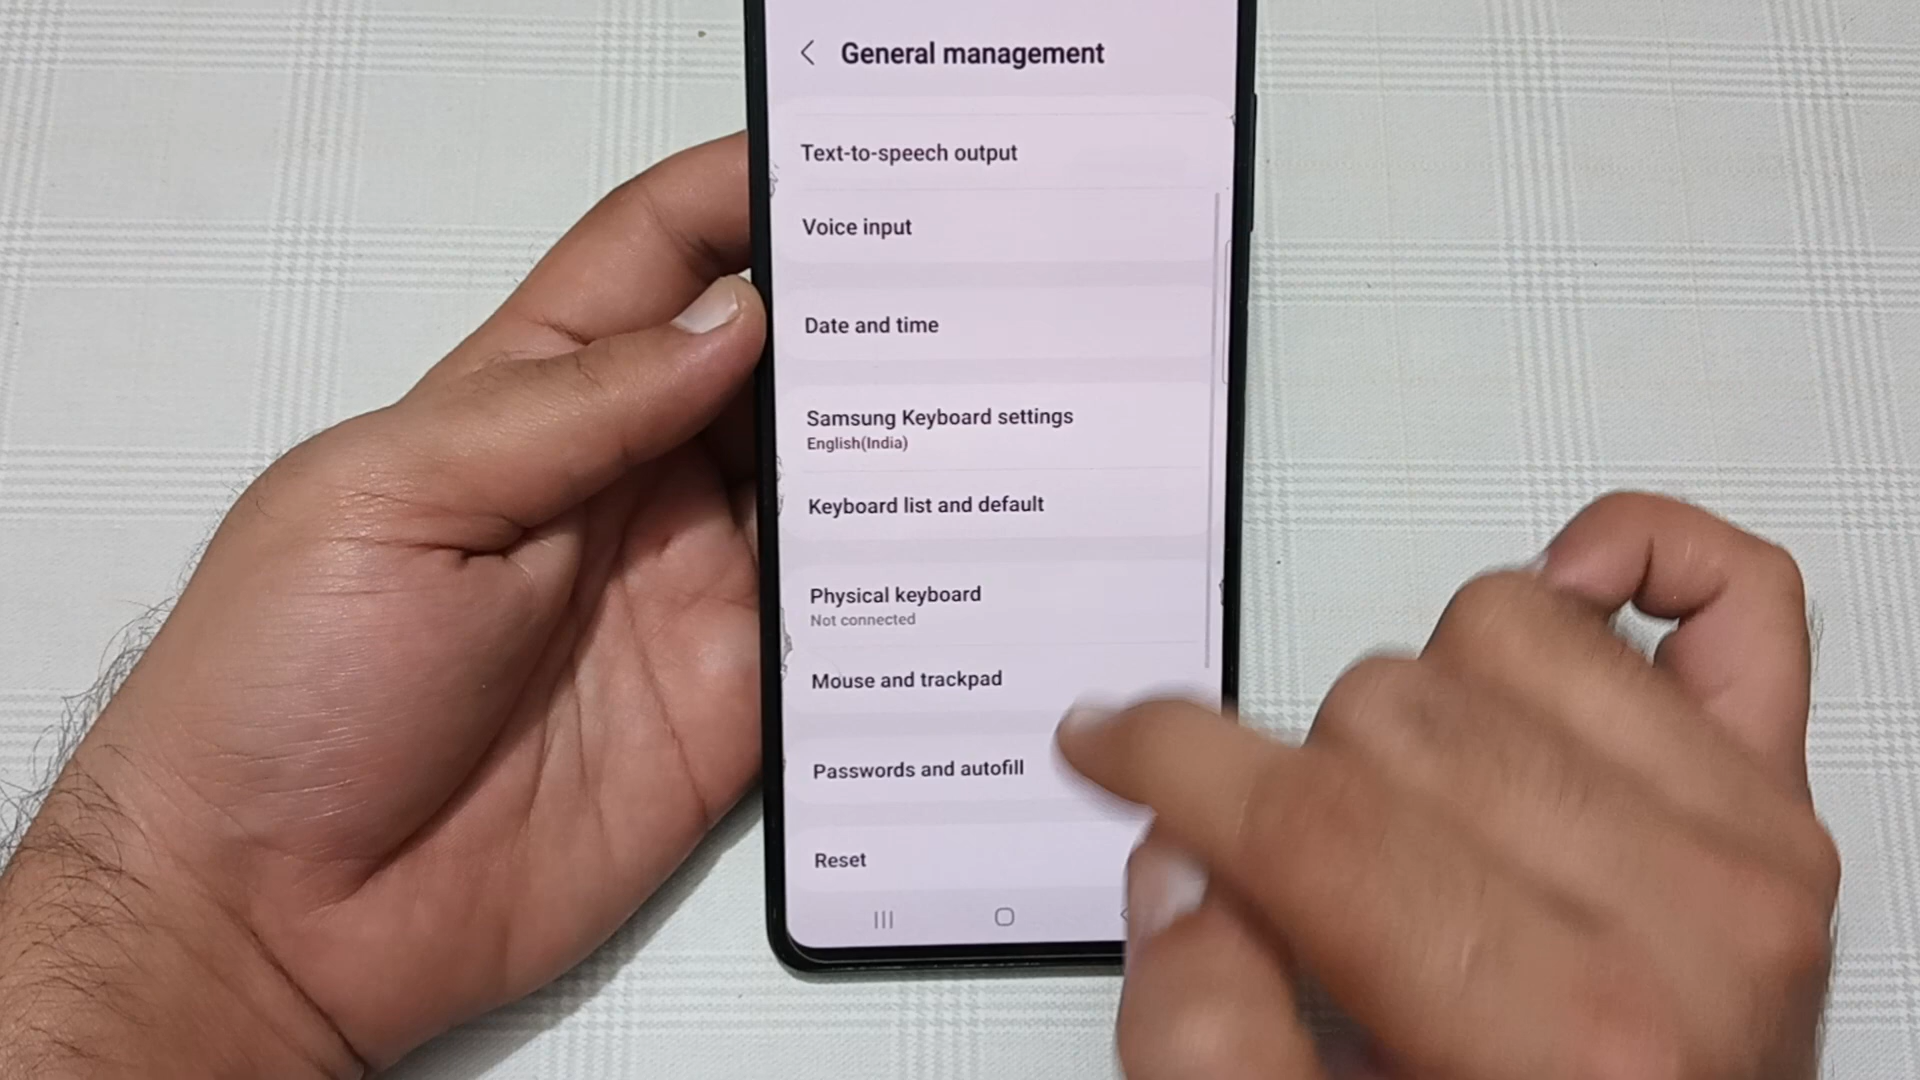 General management
Text-to-speech output
Voice input
Date and time
Samsung Keyboard settings
English(India)
Keyboard list and default
Physical keyboard
Not connected
Mouse and trackpad
Passwords and autofill
Reset